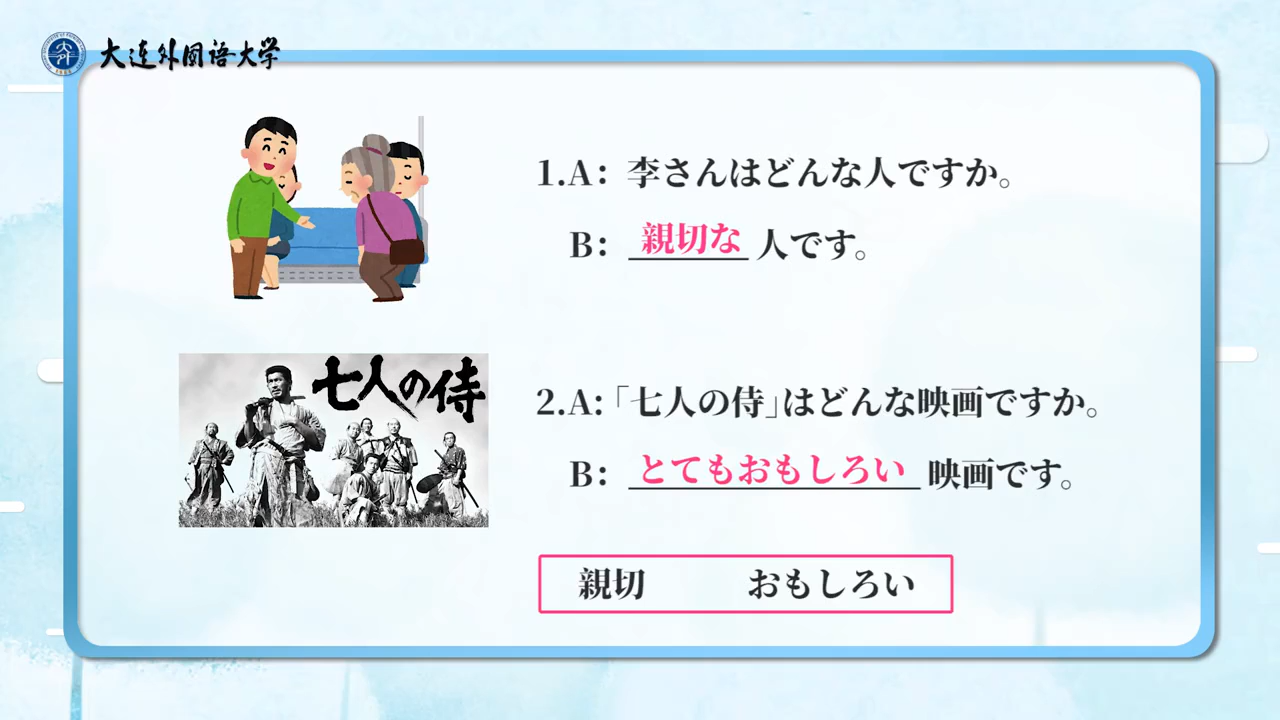 大连外国语大学
1.A：李さんはどんな人ですか。
B：親切な人です。
七人の侍
2.A:「七人の侍」はどんな映画ですか。
B：とてもおもしろい映画です。
親切 おもしろい